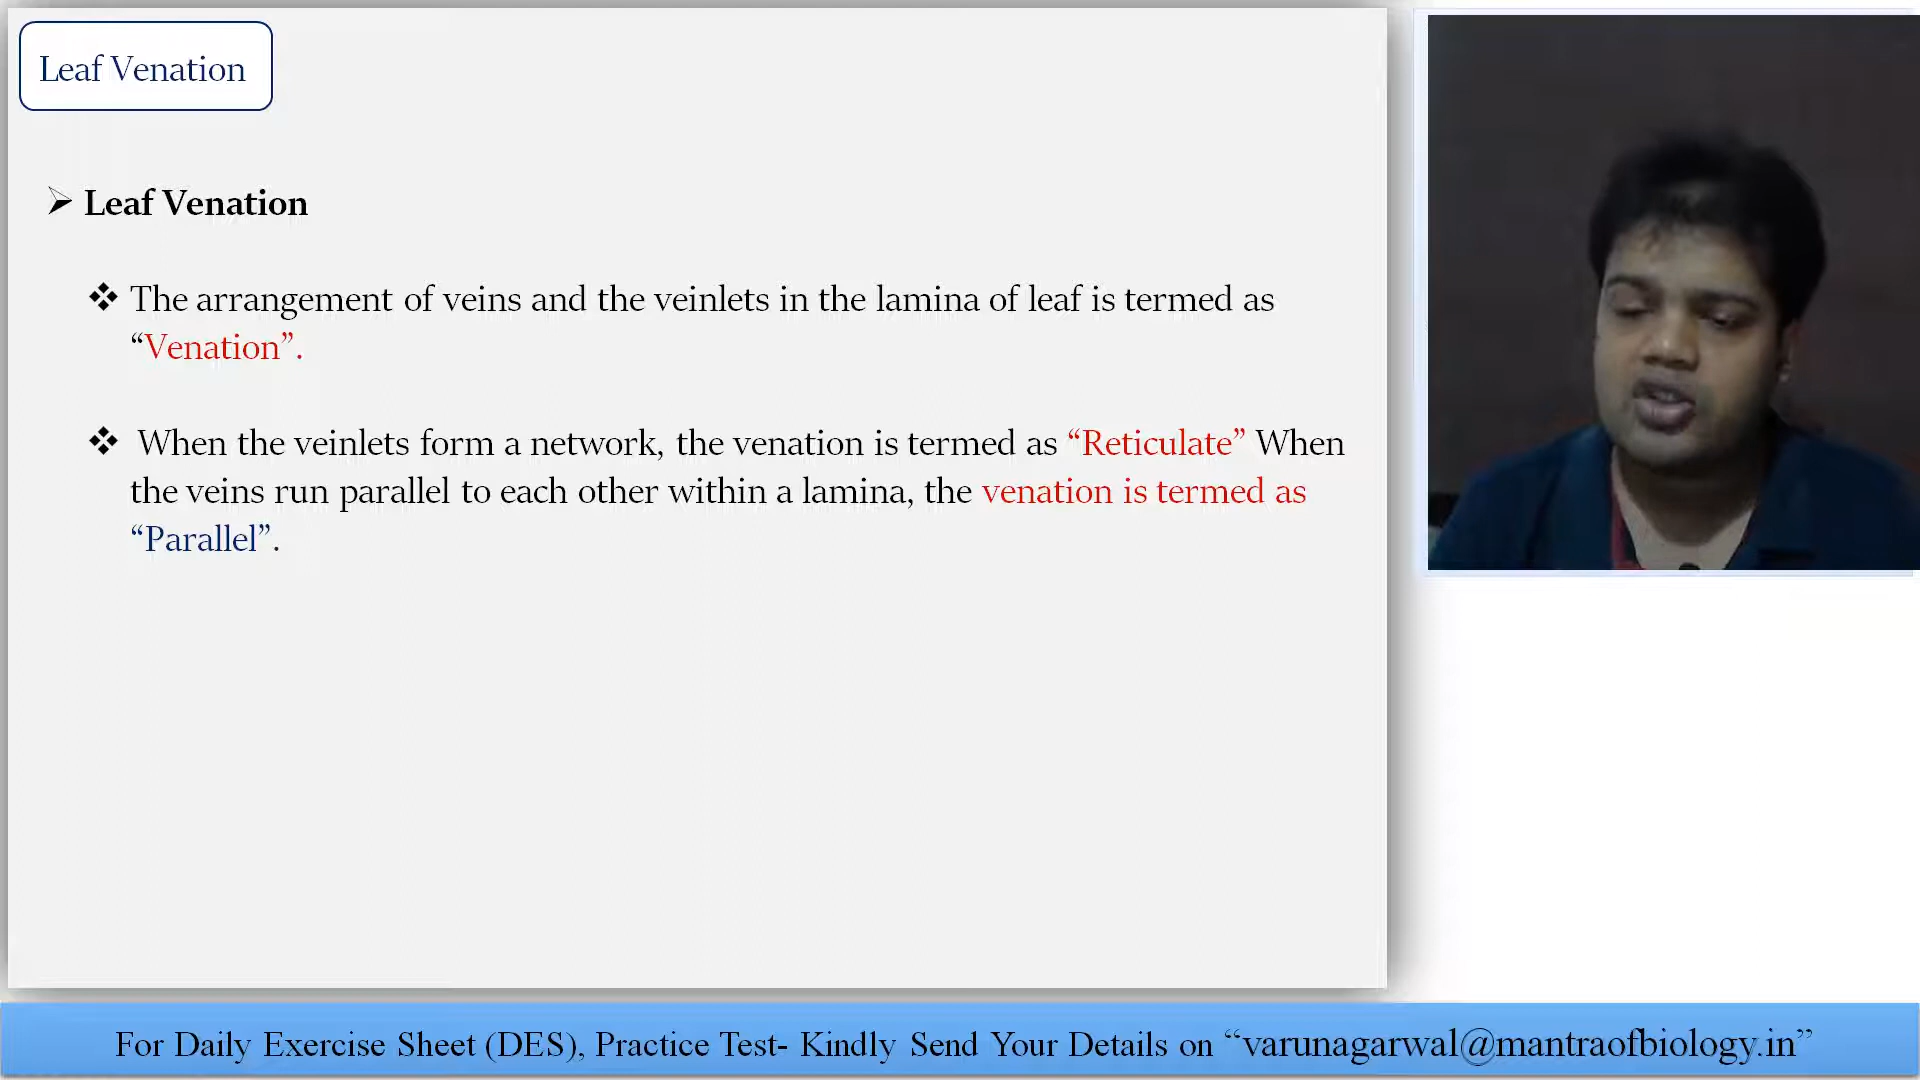 Leaf Venation
Leaf Venation
The arrangement of veins and the veinlets in the lamina of leaf is termed as
“Venation”.
When the veinlets form a network, the venation is termed as “Reticulate” When
the veins run parallel to each other within a lamina, the venation is termed as
“Parallel”.
For Daily Exercise Sheet (DES), Practice Test- Kindly Send Your Details on “varunagarwal@mantraofbiology.in”